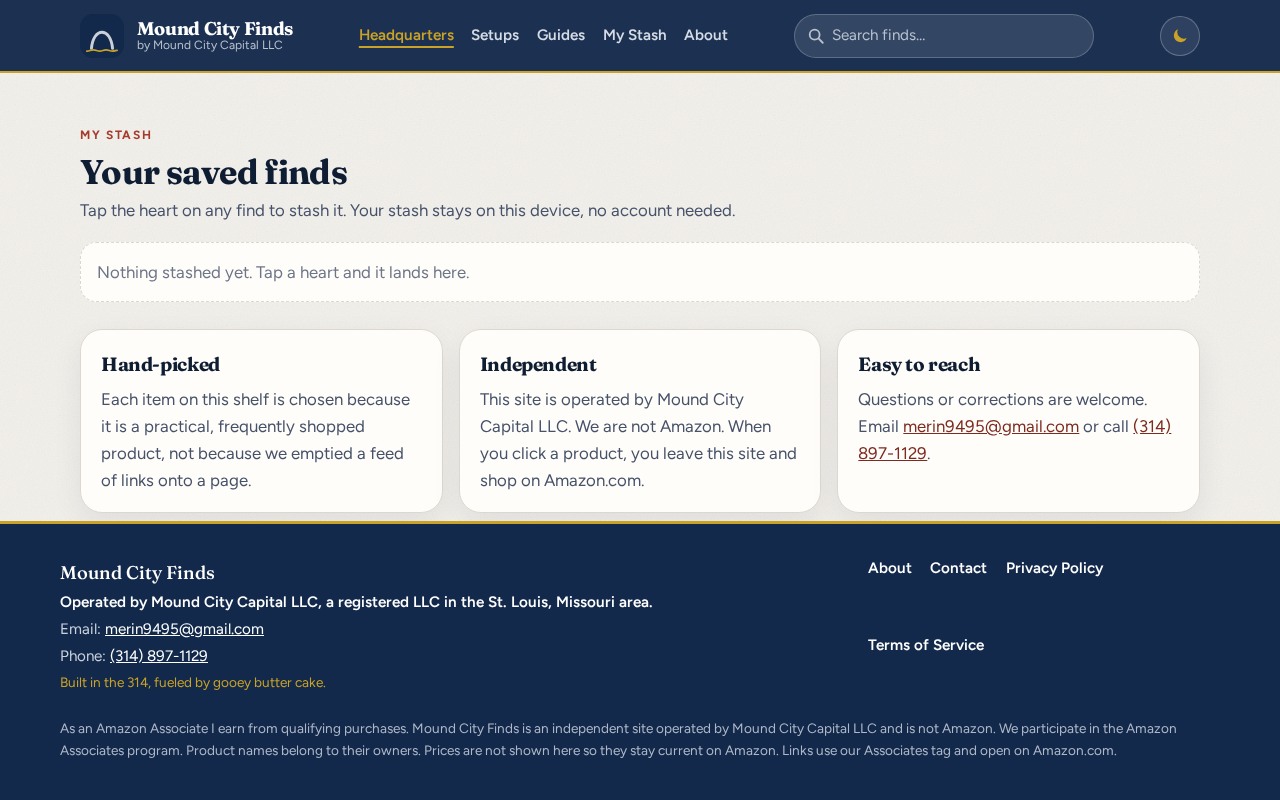 Mound City Finds
by Mound City Capital LLC
Headquarters
Setups
Guides
My Stash
About
Search finds...
MY STASH
Your saved finds
Tap the heart on any find to stash it. Your stash stays on this device, no account needed.
Nothing stashed yet. Tap a heart and it lands here.
Hand-picked
Each item on this shelf is chosen because
it is a practical, frequently shopped
product, not because we emptied a feed
of links onto a page.
Independent
This site is operated by Mound City
Capital LLC. We are not Amazon. When
you click a product, you leave this site and
shop on Amazon.com.
Easy to reach
Questions or corrections are welcome.
Email merin9495@gmail.com or call (314)
897-1129.
Mound City Finds
Operated by Mound City Capital LLC, a registered LLC in the St. Louis, Missouri area.
Email: merin9495@gmail.com
Phone: (314) 897-1129
Built in the 314, fueled by gooey butter cake.
About
Contact
Privacy Policy
Terms of Service
As an Amazon Associate I earn from qualifying purchases. Mound City Finds is an independent site operated by Mound City Capital LLC and is not Amazon. We participate in the Amazon
Associates program. Product names belong to their owners. Prices are not shown here so they stay current on Amazon. Links use our Associates tag and open on Amazon.com.